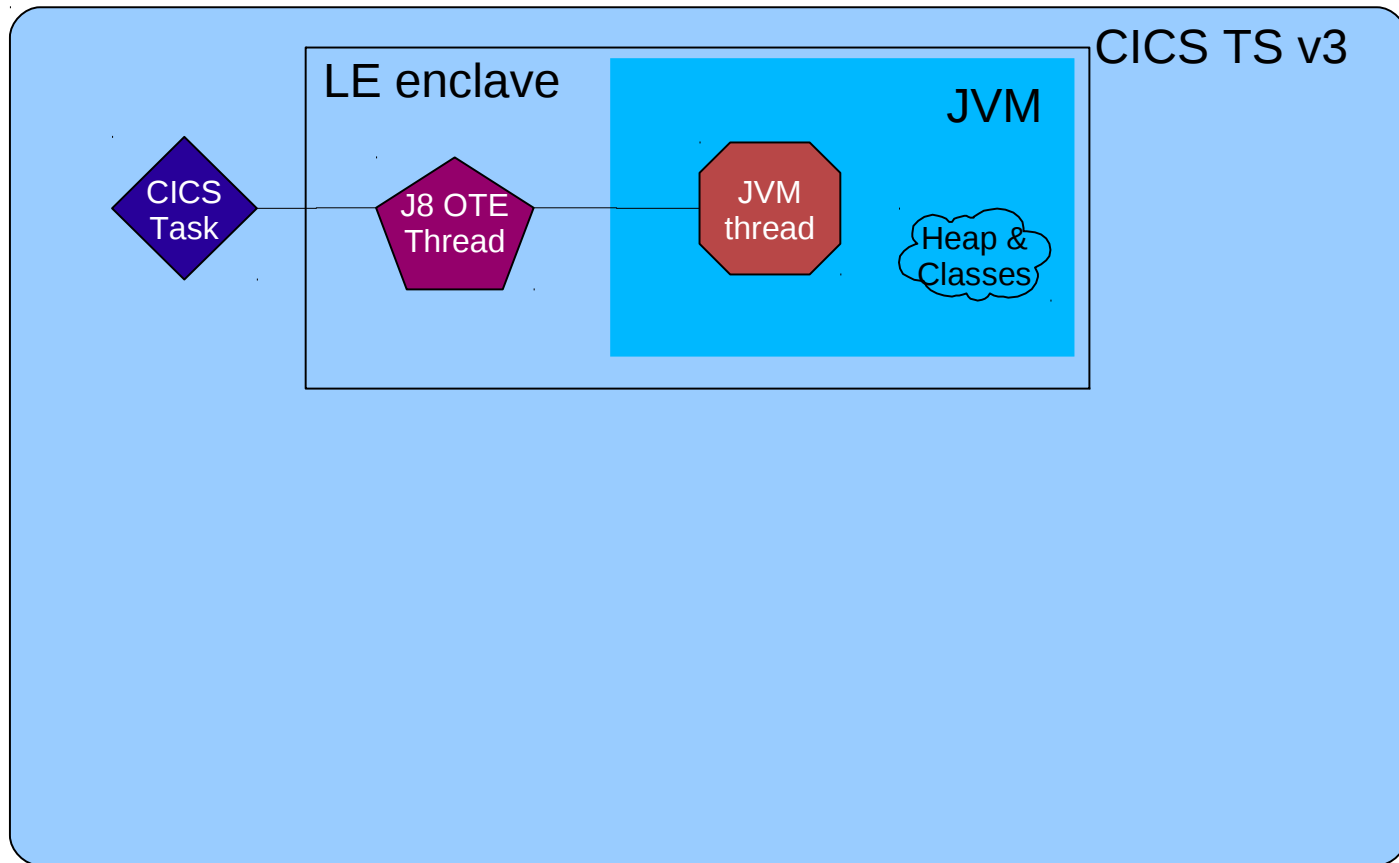 CICS TS v3
LE enclave
JVM
CICS
Task
J8 OTE
Thread
JVM
thread
Heap &
Classes